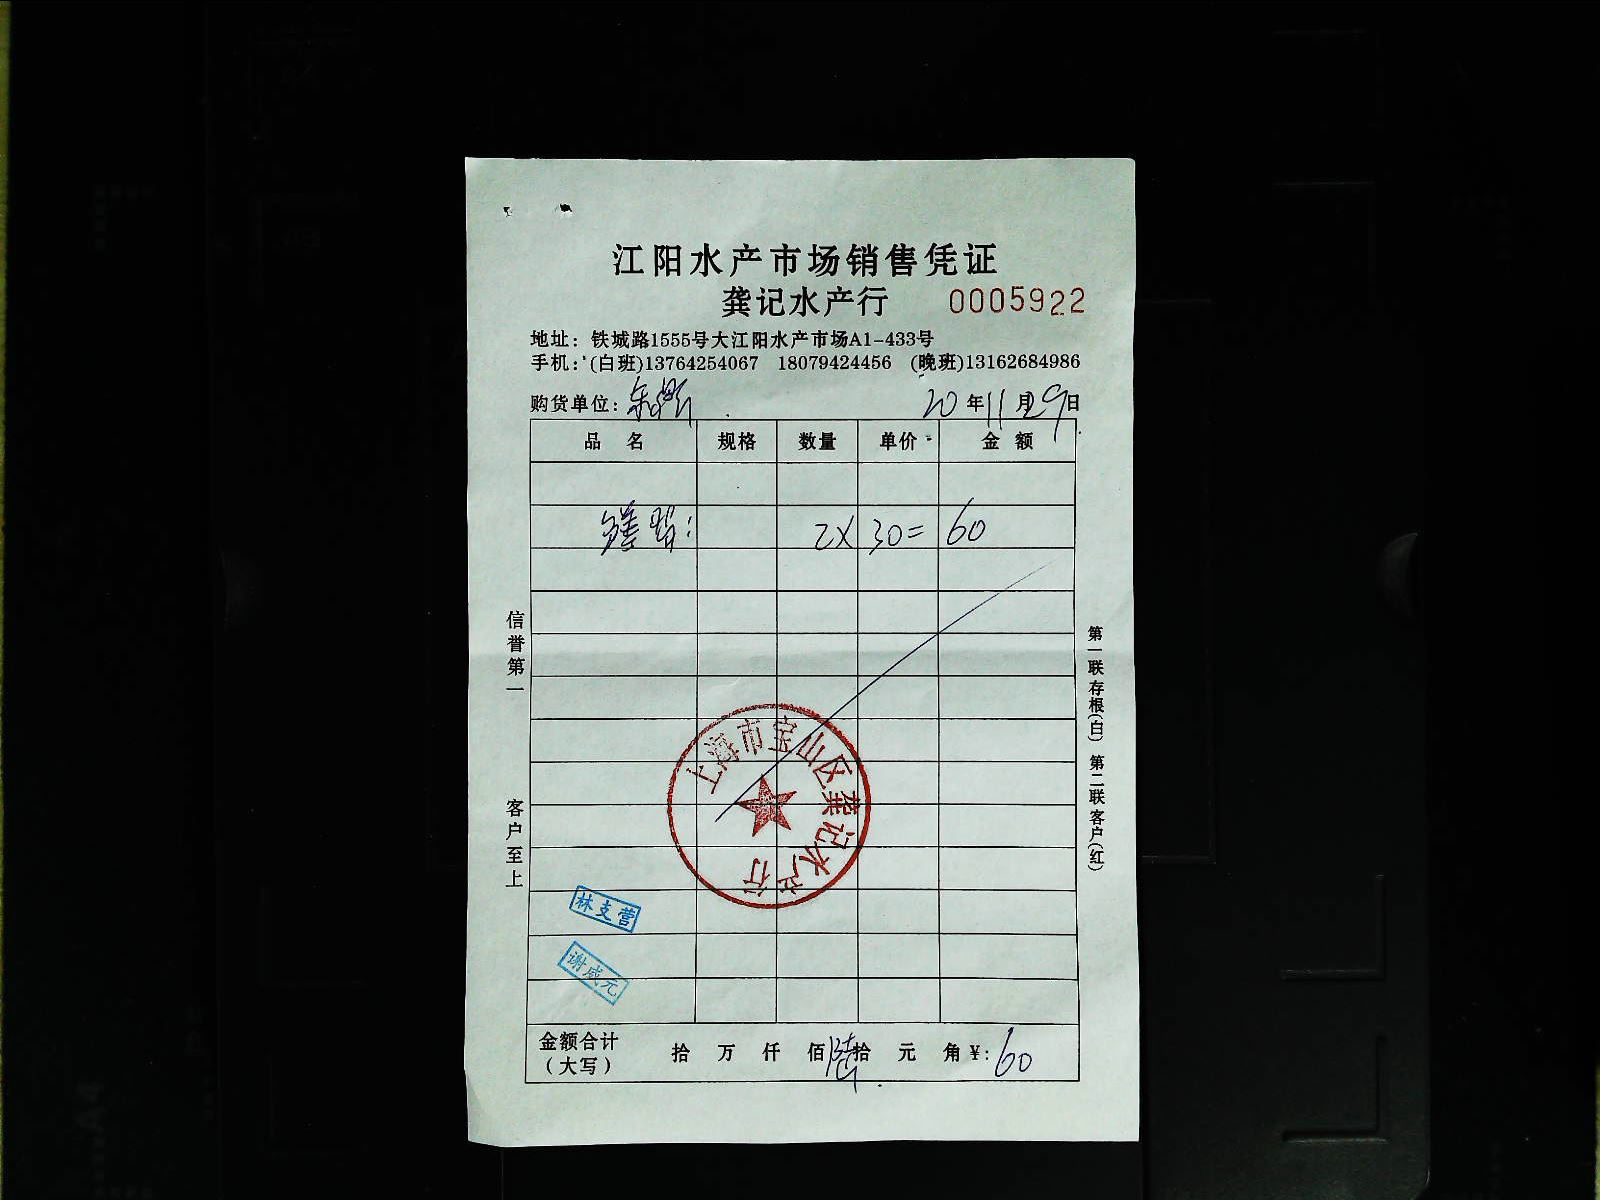 江阳水产市场销售凭证
龚记水产行 0005922
地址：铁城路1555号大江阳水产市场A1-433号
手机：(白班)13764254067 18079424456 (晚班)13162684986
购货单位： 20年11月29日
品名 规格 数量 单价 金额
2X 30= 60
信誉第一
客户至上
第一联存根(白) 第二联客户(红)
上海市宝山区龚记水产行
林支营
谢成元
金额合计 拾 万 仟 佰 陆拾 元 角 ¥: 60
(大写)